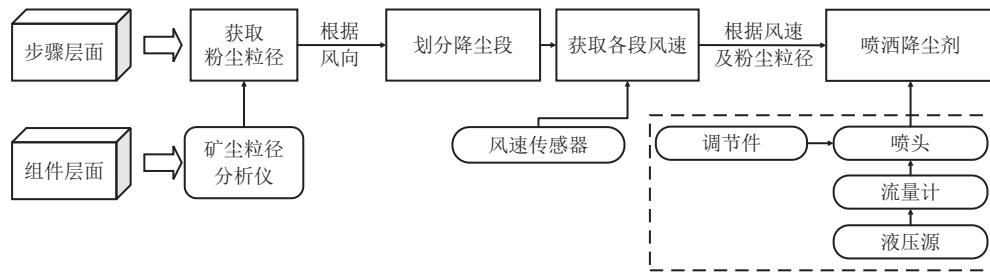 步骤层面
获取
粉尘粒径
根据
风向
划分降尘段
获取各段风速
根据风速
及粉尘粒径
喷洒降尘剂
组件层面
矿尘粒径
分析仪
风速传感器
调节件
喷头
流量计
液压源